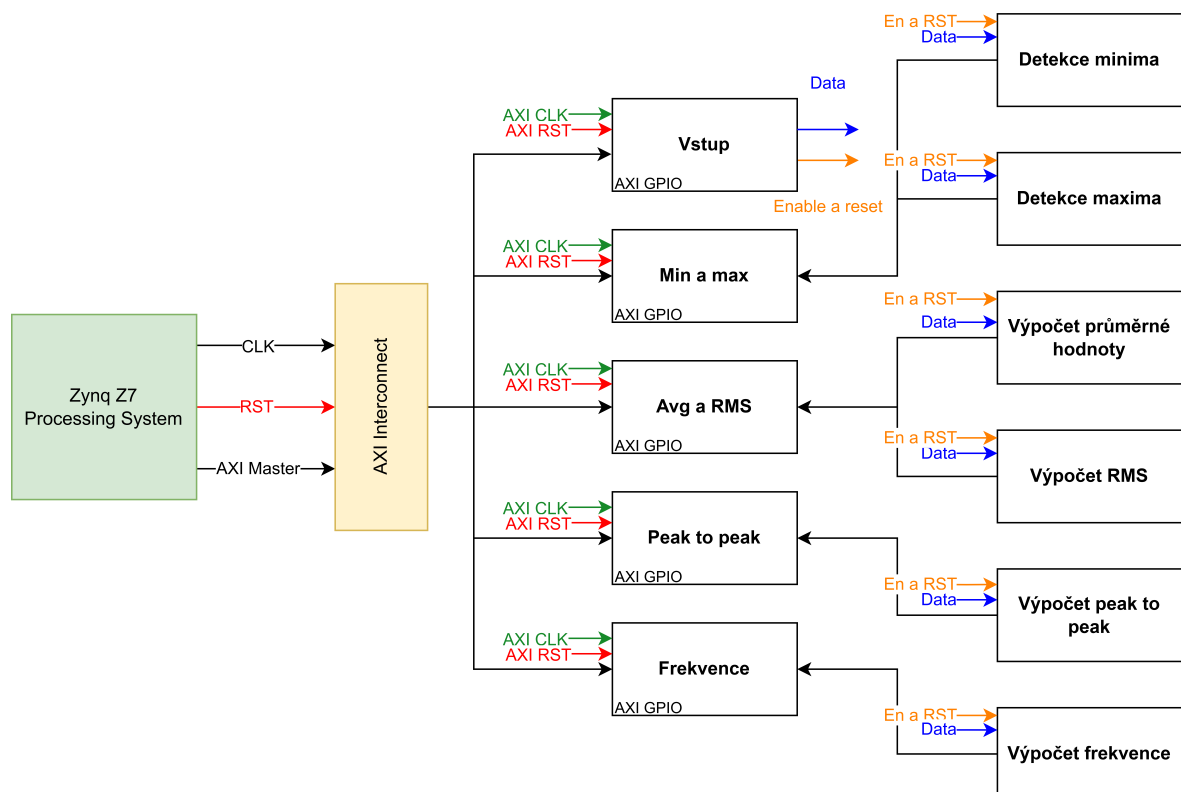 Zynq Z7
Processing System
CLK
RST
AXI Master
AXI Interconnect
AXI CLK
AXI RST
Vstup
AXI GPIO
Data
Enable a reset
AXI CLK
AXI RST
Min a max
AXI GPIO
AXI CLK
AXI RST
Avg a RMS
AXI GPIO
AXI CLK
AXI RST
Peak to peak
AXI GPIO
AXI CLK
AXI RST
Frekvence
AXI GPIO
En a RST
Data
Detekce minima
En a RST
Data
Detekce maxima
En a RST
Data
Výpočet průměrné
hodnoty
En a RST
Data
Výpočet RMS
En a RST
Data
Výpočet peak to
peak
En a RST
Data
Výpočet frekvence